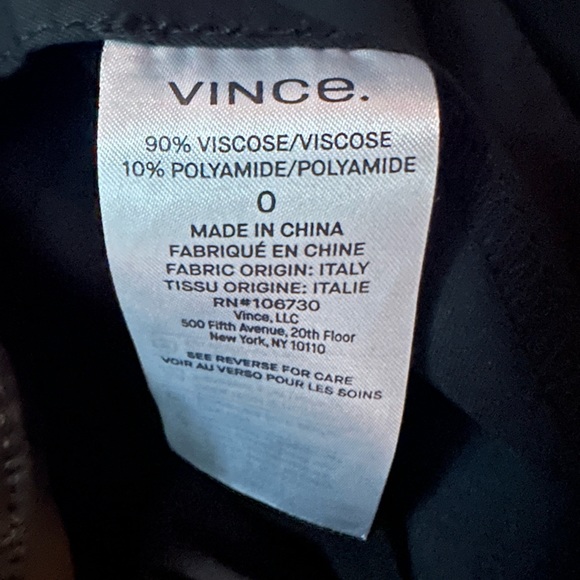 VINCe.
90% VISCOSE/VISCOSE
10% POLYAMIDE/POLYAMIDE
0
MADE IN CHINA
FABRIQUÉ EN CHINE
FABRIC ORIGIN: ITALY
TISSU ORIGINE: ITALIE
RN#106730
Vince, LLC
500 Fifth Avenue, 20th Floor
New York, NY 10110
SEE REVERSE FOR CARE
VOIR AU VERSO POUR LES SOINS